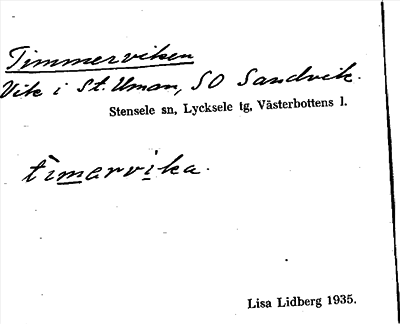 Timmerviken
Vik i St. Uman, SO Sandvik.
Stensele sn, Lycksele tg, Västerbottens l.
timervika.
Lisa Lidberg 1935.